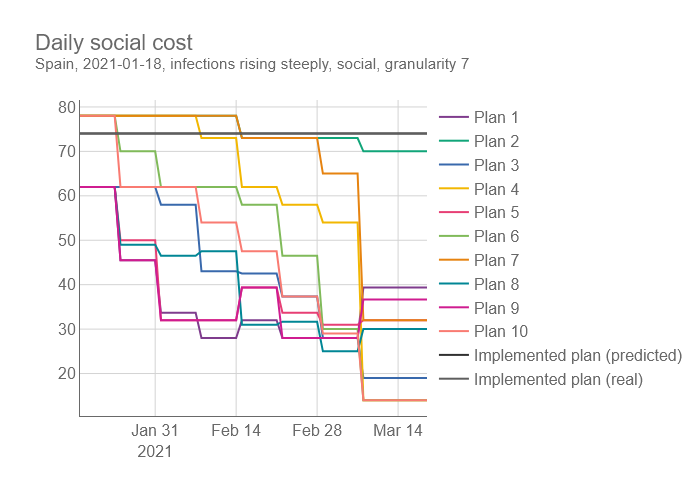 Daily social cost
Spain, 2021-01-18, infections rising steeply, social, granularity 7
80
70
60
50
40
30
20
Jan 31
2021
Feb 14
Feb 28
Mar 14
Plan 1
Plan 2
Plan 3
Plan 4
Plan 5
Plan 6
Plan 7
Plan 8
Plan 9
Plan 10
Implemented plan (predicted)
Implemented plan (real)